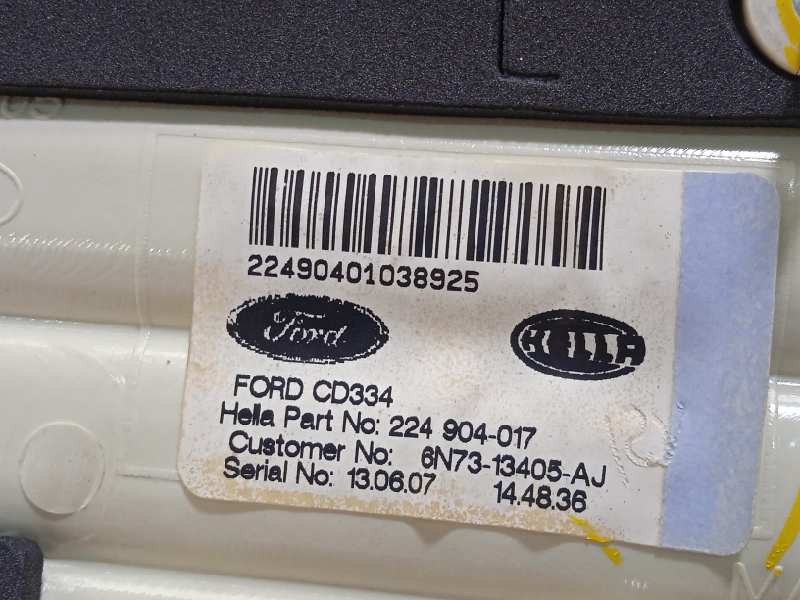 22490401038925
Ford
HELLA
FORD CD334
Hella Part No: 224 904-017
Customer No: 6N73-13405-AJ
Serial No: 13.06.07 14.48.36